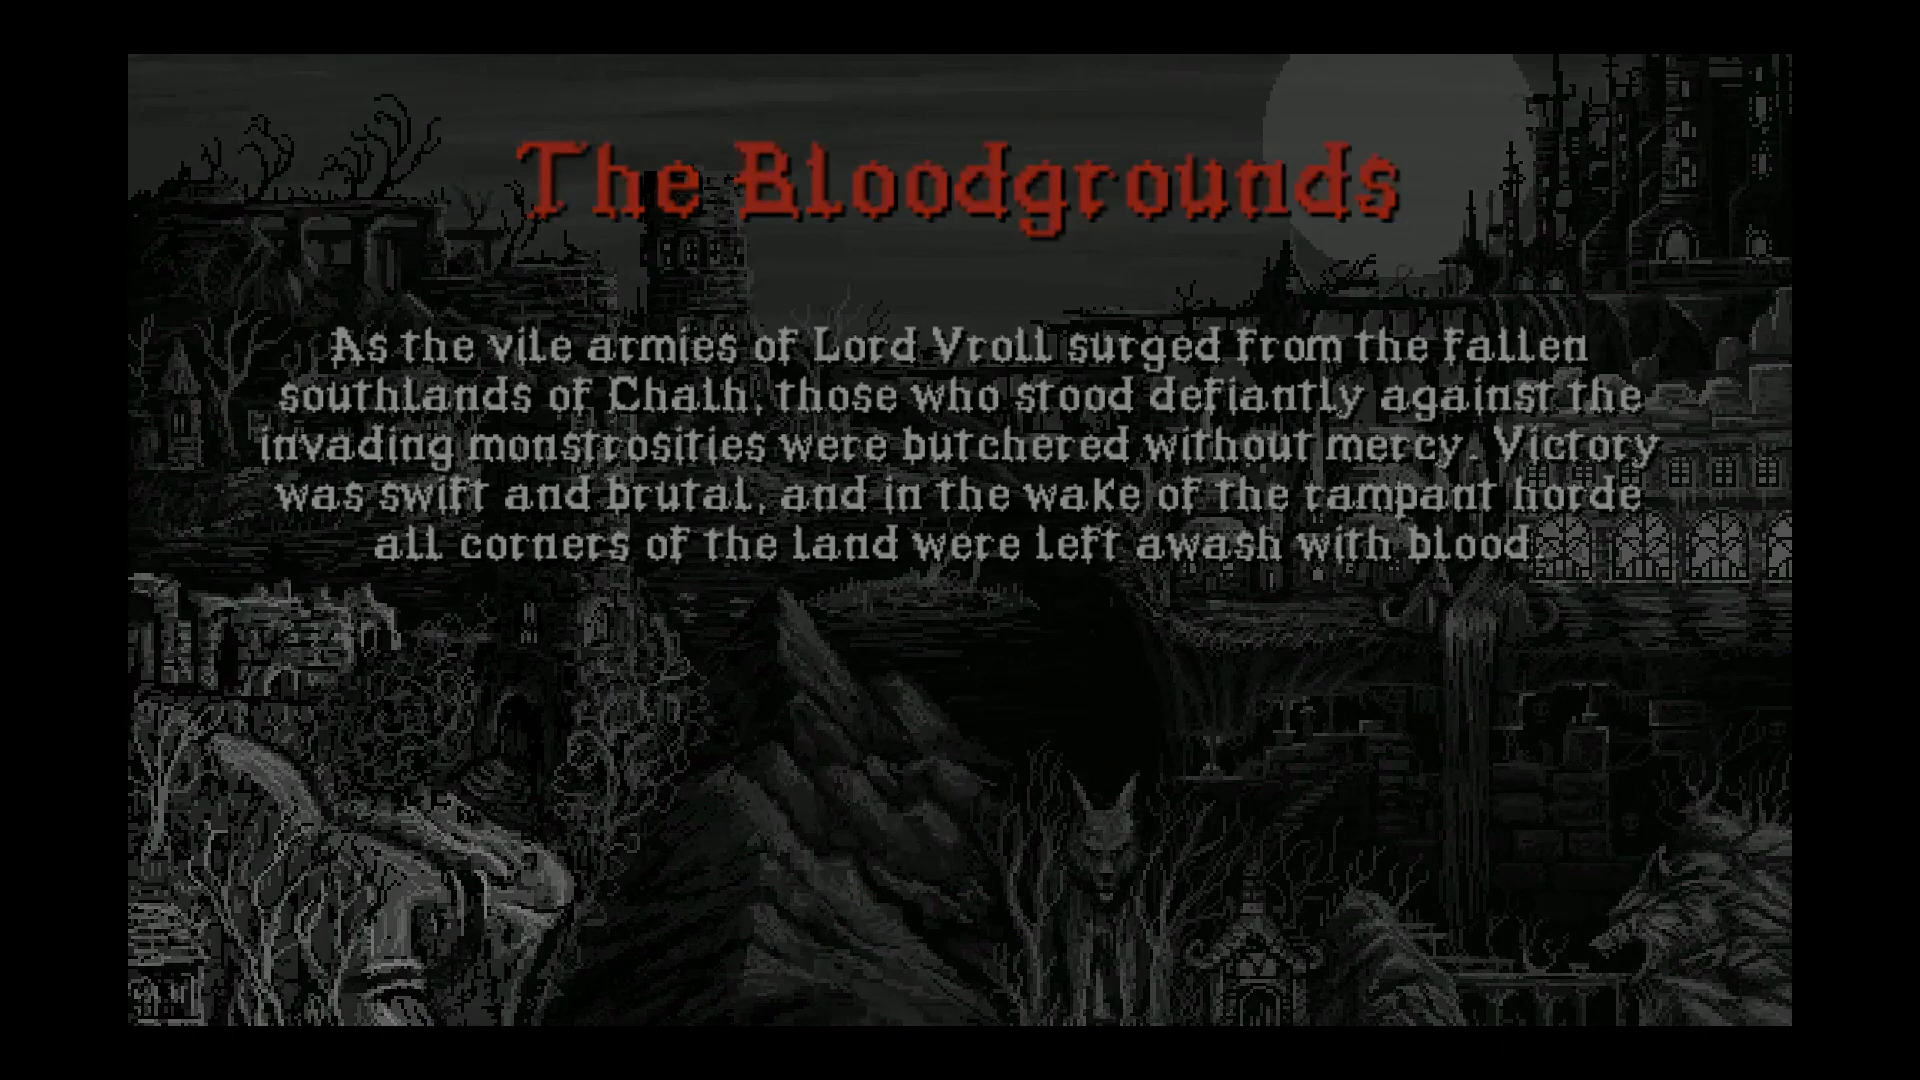 The Bloodgrounds
As the vile armies of Lord Vroll surged from the fallen
southlands of Chalh, those who stood defiantly against the
invading monstrosities were butchered without mercy. Victory
was swift and brutal, and in the wake of the rampant horde
all corners of the land were left awash with blood.